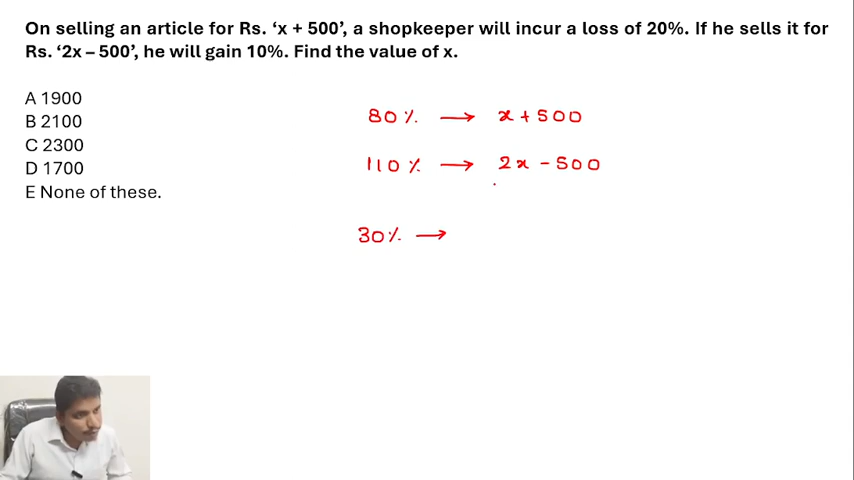 On selling an article for Rs. ‘x + 500’, a shopkeeper will incur a loss of 20%. If he sells it for
Rs. ‘2x – 500’, he will gain 10%. Find the value of x.
A 1900
B 2100
C 2300
D 1700
E None of these.
80% → x + 500
110% → 2x - 500
30% →